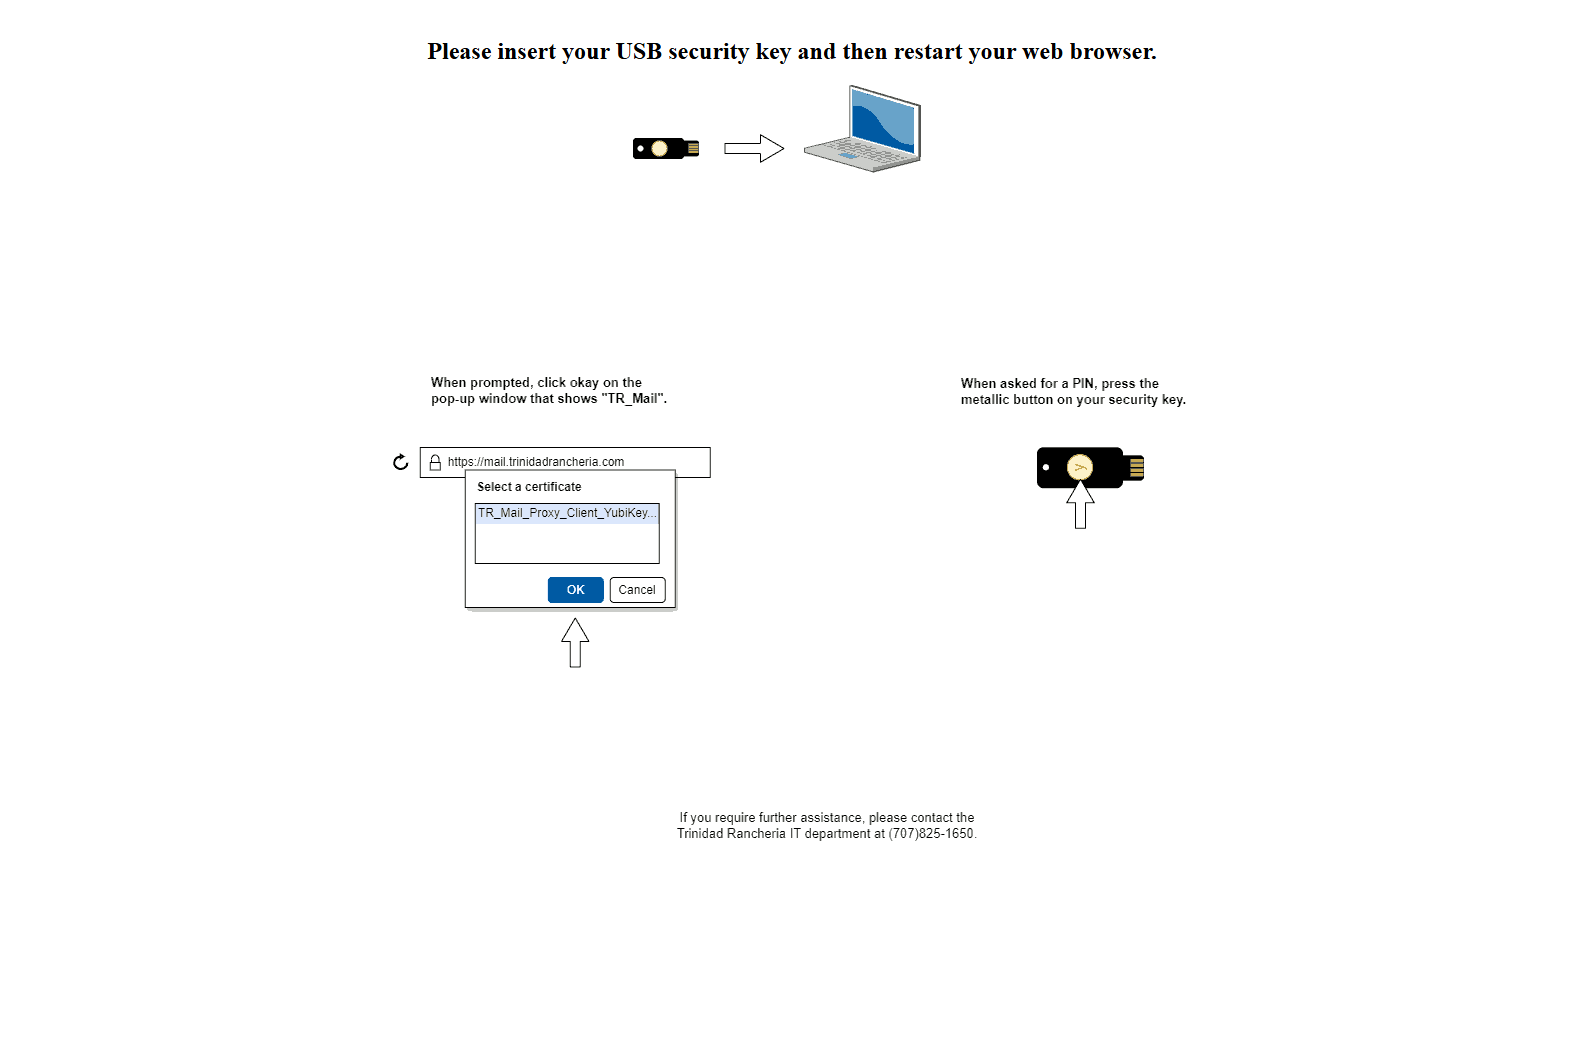 Please insert your USB security key and then restart your web browser.
When prompted, click okay on the
pop-up window that shows "TR_Mail".
https://mail.trinidadrancheria.com
Select a certificate
TR_Mail_Proxy_Client_YubiKey...
OK
Cancel
When asked for a PIN, press the
metallic button on your security key.
If you require further assistance, please contact the
Trinidad Rancheria IT department at (707)825-1650.